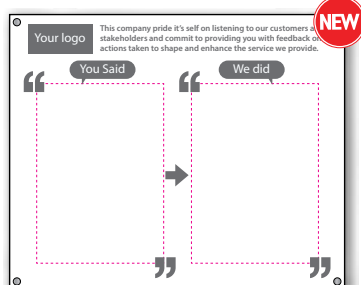 NEW
Your logo
This company pride it's self on listening to our customers
stakeholders and commit to providing you with feedback
actions taken to shape and enhance the service we provide.
You Said
We did